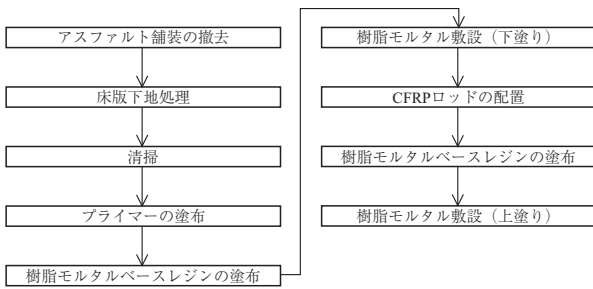 アスファルト舗装の撤去
床版下地処理
清掃
プライマーの塗布
樹脂モルタルベースレジンの塗布
樹脂モルタル敷設（下塗り）
CFRPロッドの配置
樹脂モルタルベースレジンの塗布
樹脂モルタル敷設（上塗り）